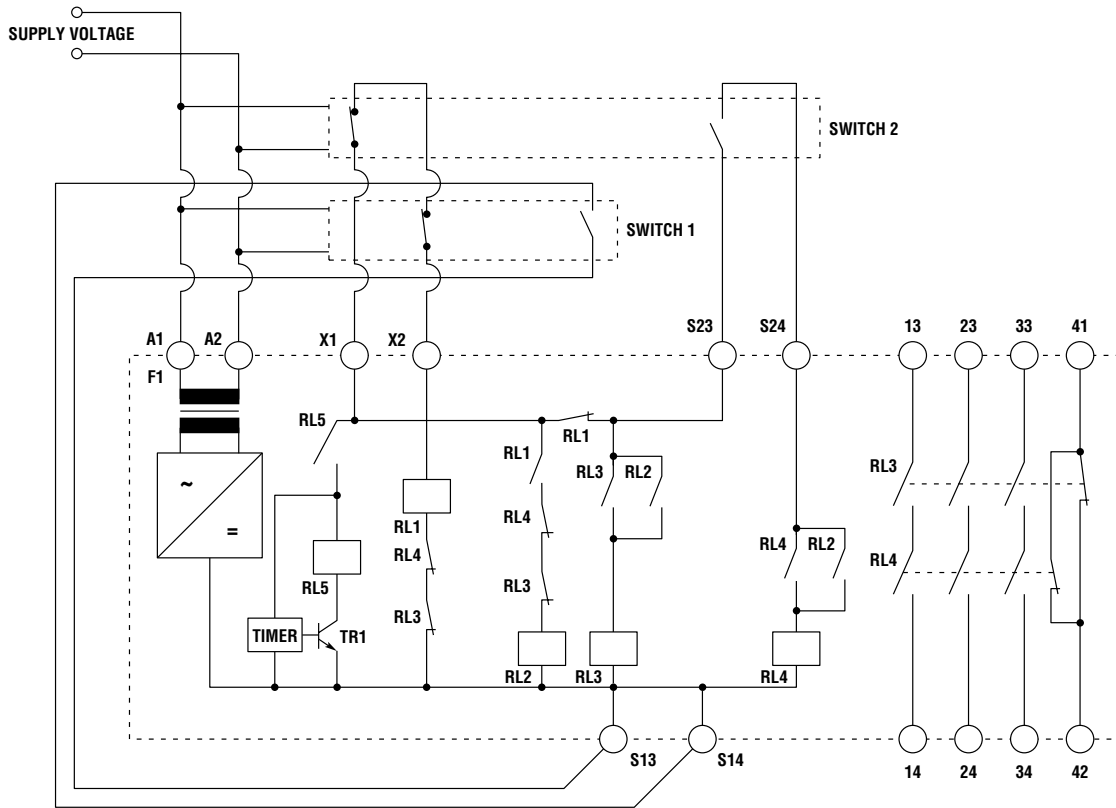 SUPPLY VOLTAGE
SWITCH 2
SWITCH 1
A1 A2 X1 X2 S23 S24 13 23 33 41
F1
RL5
RL1
RL1
RL3 RL2
RL3
~
=
RL1
RL4
RL4
RL4 RL2
RL4
RL5
RL3
RL3
TIMER
TR1
RL2 RL3 RL4
S13 S14
14 24 34 42